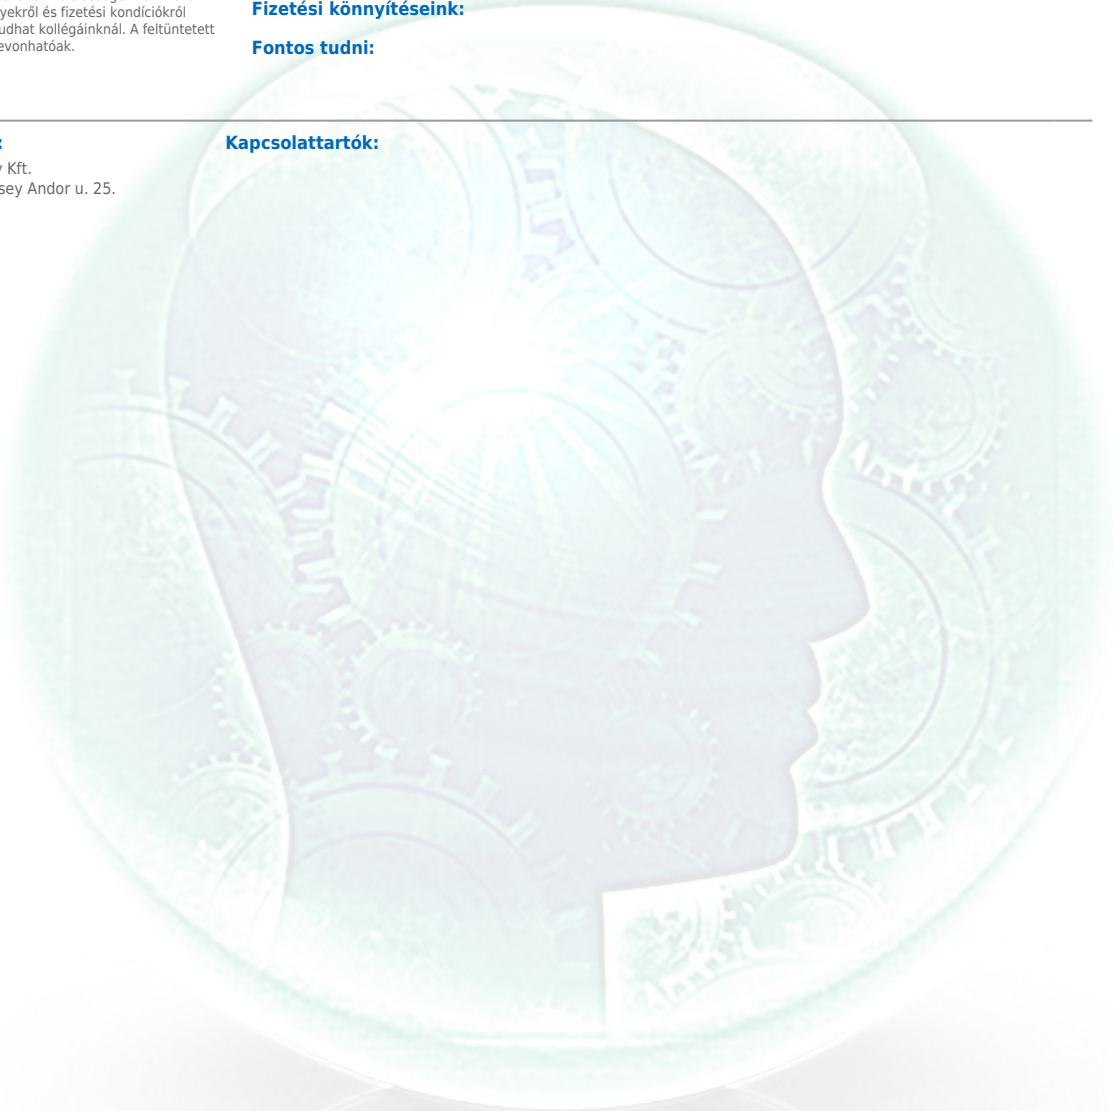 yekről és fizetési kondíciókról
udhat kollégáinknál. A feltüntetett
evonhatóak.
Fizetési könnyítéseink:
Fontos tudni:
:
y Kft.
sey Andor u. 25.
Kapcsolattartók: